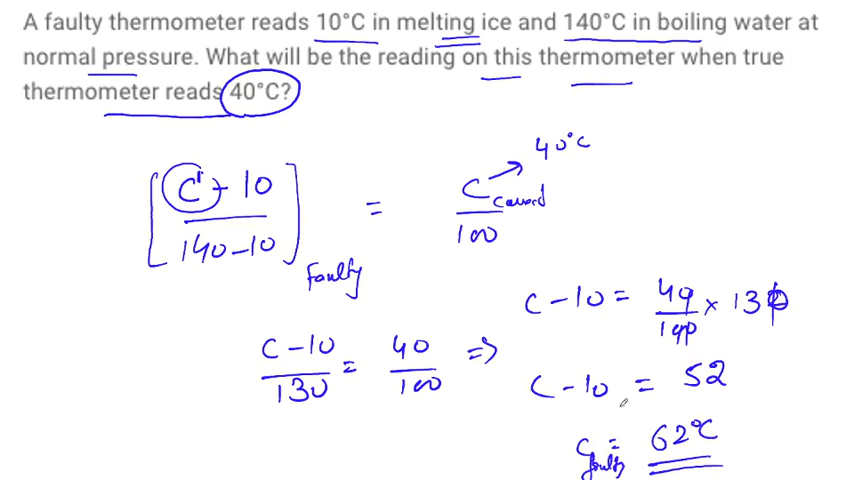 A faulty thermometer reads 10°C in melting ice and 140°C in boiling water at
normal pressure. What will be the reading on this thermometer when true
thermometer reads 40°C?
40°C
[C' - 10 / 140-10] Faulty = C / 100
C - 10 = 40/100 × 130
C - 10 / 130 = 40 / 100 ⇒
C - 10 = 52
C faulty = 62°C